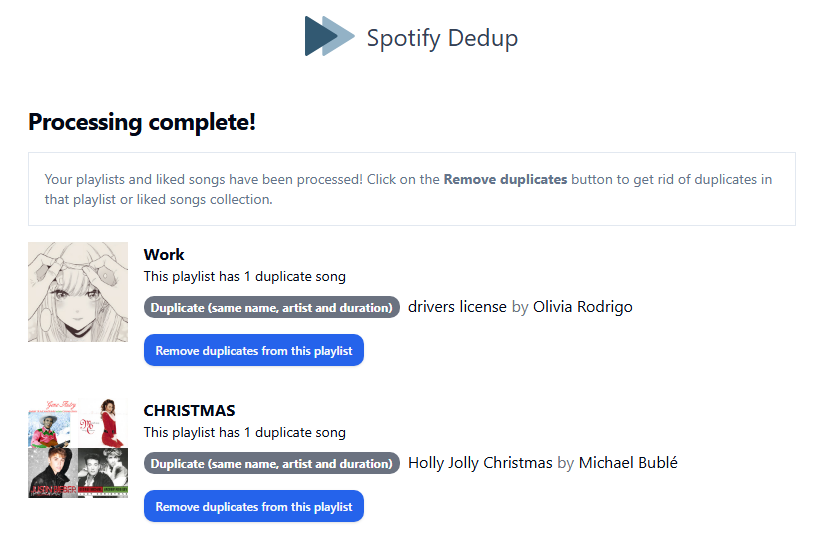 Spotify Dedup
Processing complete!
Your playlists and liked songs have been processed! Click on the Remove duplicates button to get rid of duplicates in
that playlist or liked songs collection.
Work
This playlist has 1 duplicate song
Duplicate (same name, artist and duration) drivers license by Olivia Rodrigo
Remove duplicates from this playlist
CHRISTMAS
This playlist has 1 duplicate song
Duplicate (same name, artist and duration) Holly Jolly Christmas by Michael Bublé
Remove duplicates from this playlist